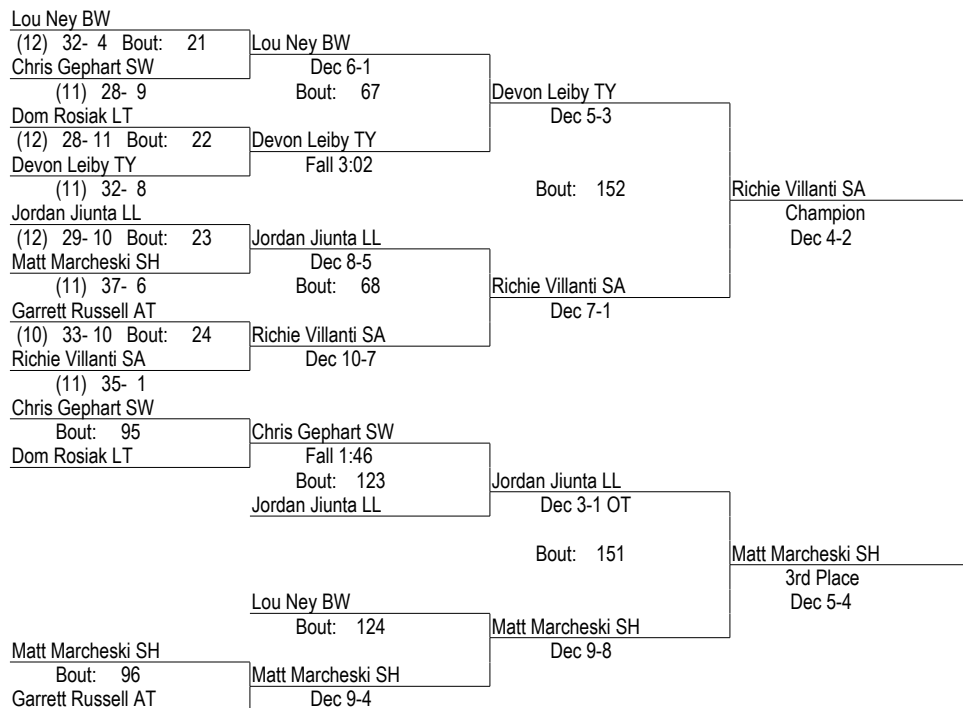 Lou Ney BW
(12) 32- 4 Bout: 21 Lou Ney BW
Chris Gephart SW Dec 6-1
(11) 28- 9 Bout: 67 Devon Leiby TY
Dom Rosiak LT Dec 5-3
(12) 28- 11 Bout: 22 Devon Leiby TY
Devon Leiby TY Fall 3:02
(11) 32- 8 Bout: 152 Richie Villanti SA
Jordan Jiunta LL Champion
(12) 29- 10 Bout: 23 Jordan Jiunta LL Dec 4-2
Matt Marcheski SH Dec 8-5
(11) 37- 6 Bout: 68 Richie Villanti SA
Garrett Russell AT Dec 7-1
(10) 33- 10 Bout: 24 Richie Villanti SA
Richie Villanti SA Dec 10-7
(11) 35- 1
Chris Gephart SW
Bout: 95 Chris Gephart SW
Dom Rosiak LT Fall 1:46
Bout: 123 Jordan Jiunta LL
Jordan Jiunta LL Dec 3-1 OT
Bout: 151 Matt Marcheski SH
3rd Place
Lou Ney BW Dec 5-4
Bout: 124 Matt Marcheski SH
Matt Marcheski SH Dec 9-8
Bout: 96 Matt Marcheski SH
Garrett Russell AT Dec 9-4